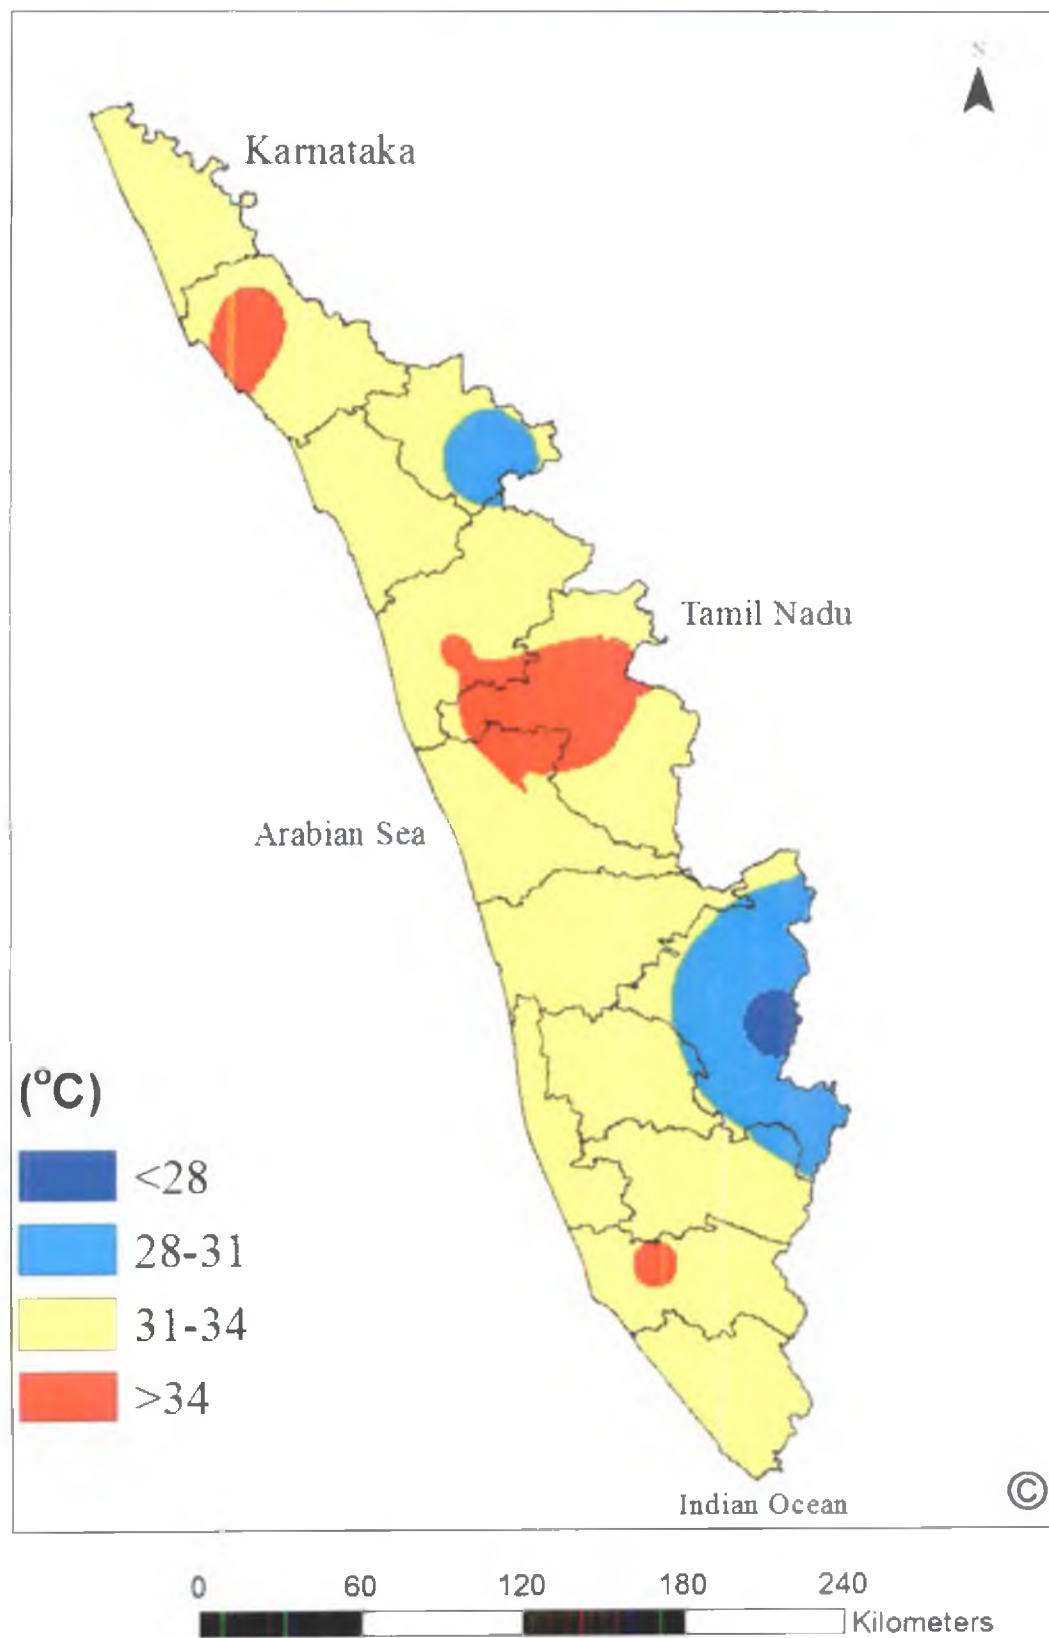 N
Karnataka
Tamil Nadu
Arabian Sea
(°C)
<28
28-31
31-34
>34
Indian Ocean
©
0 60 120 180 240
Kilometers